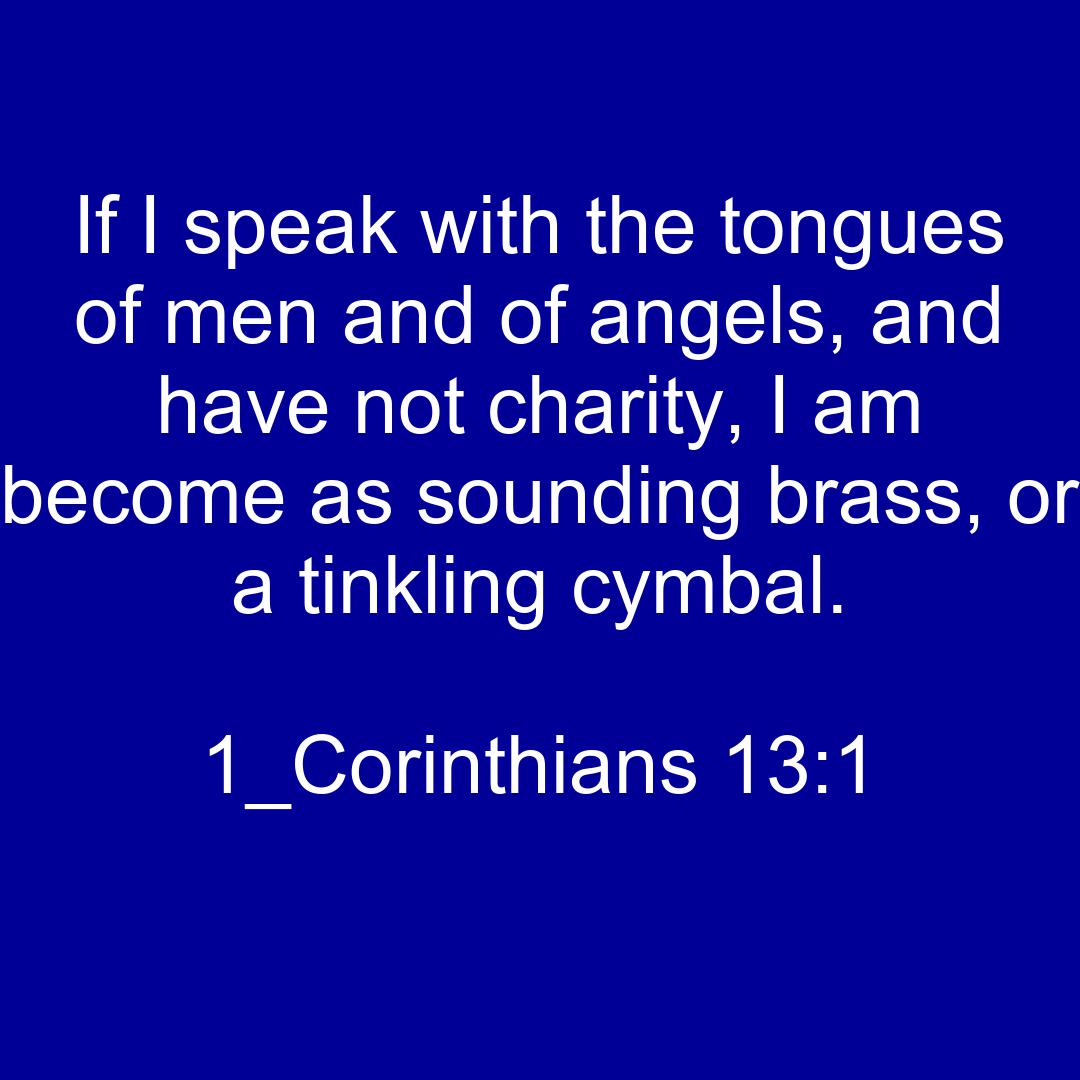 If I speak with the tongues
of men and of angels, and
have not charity, I am
become as sounding brass, or
a tinkling cymbal.
1_Corinthians 13:1